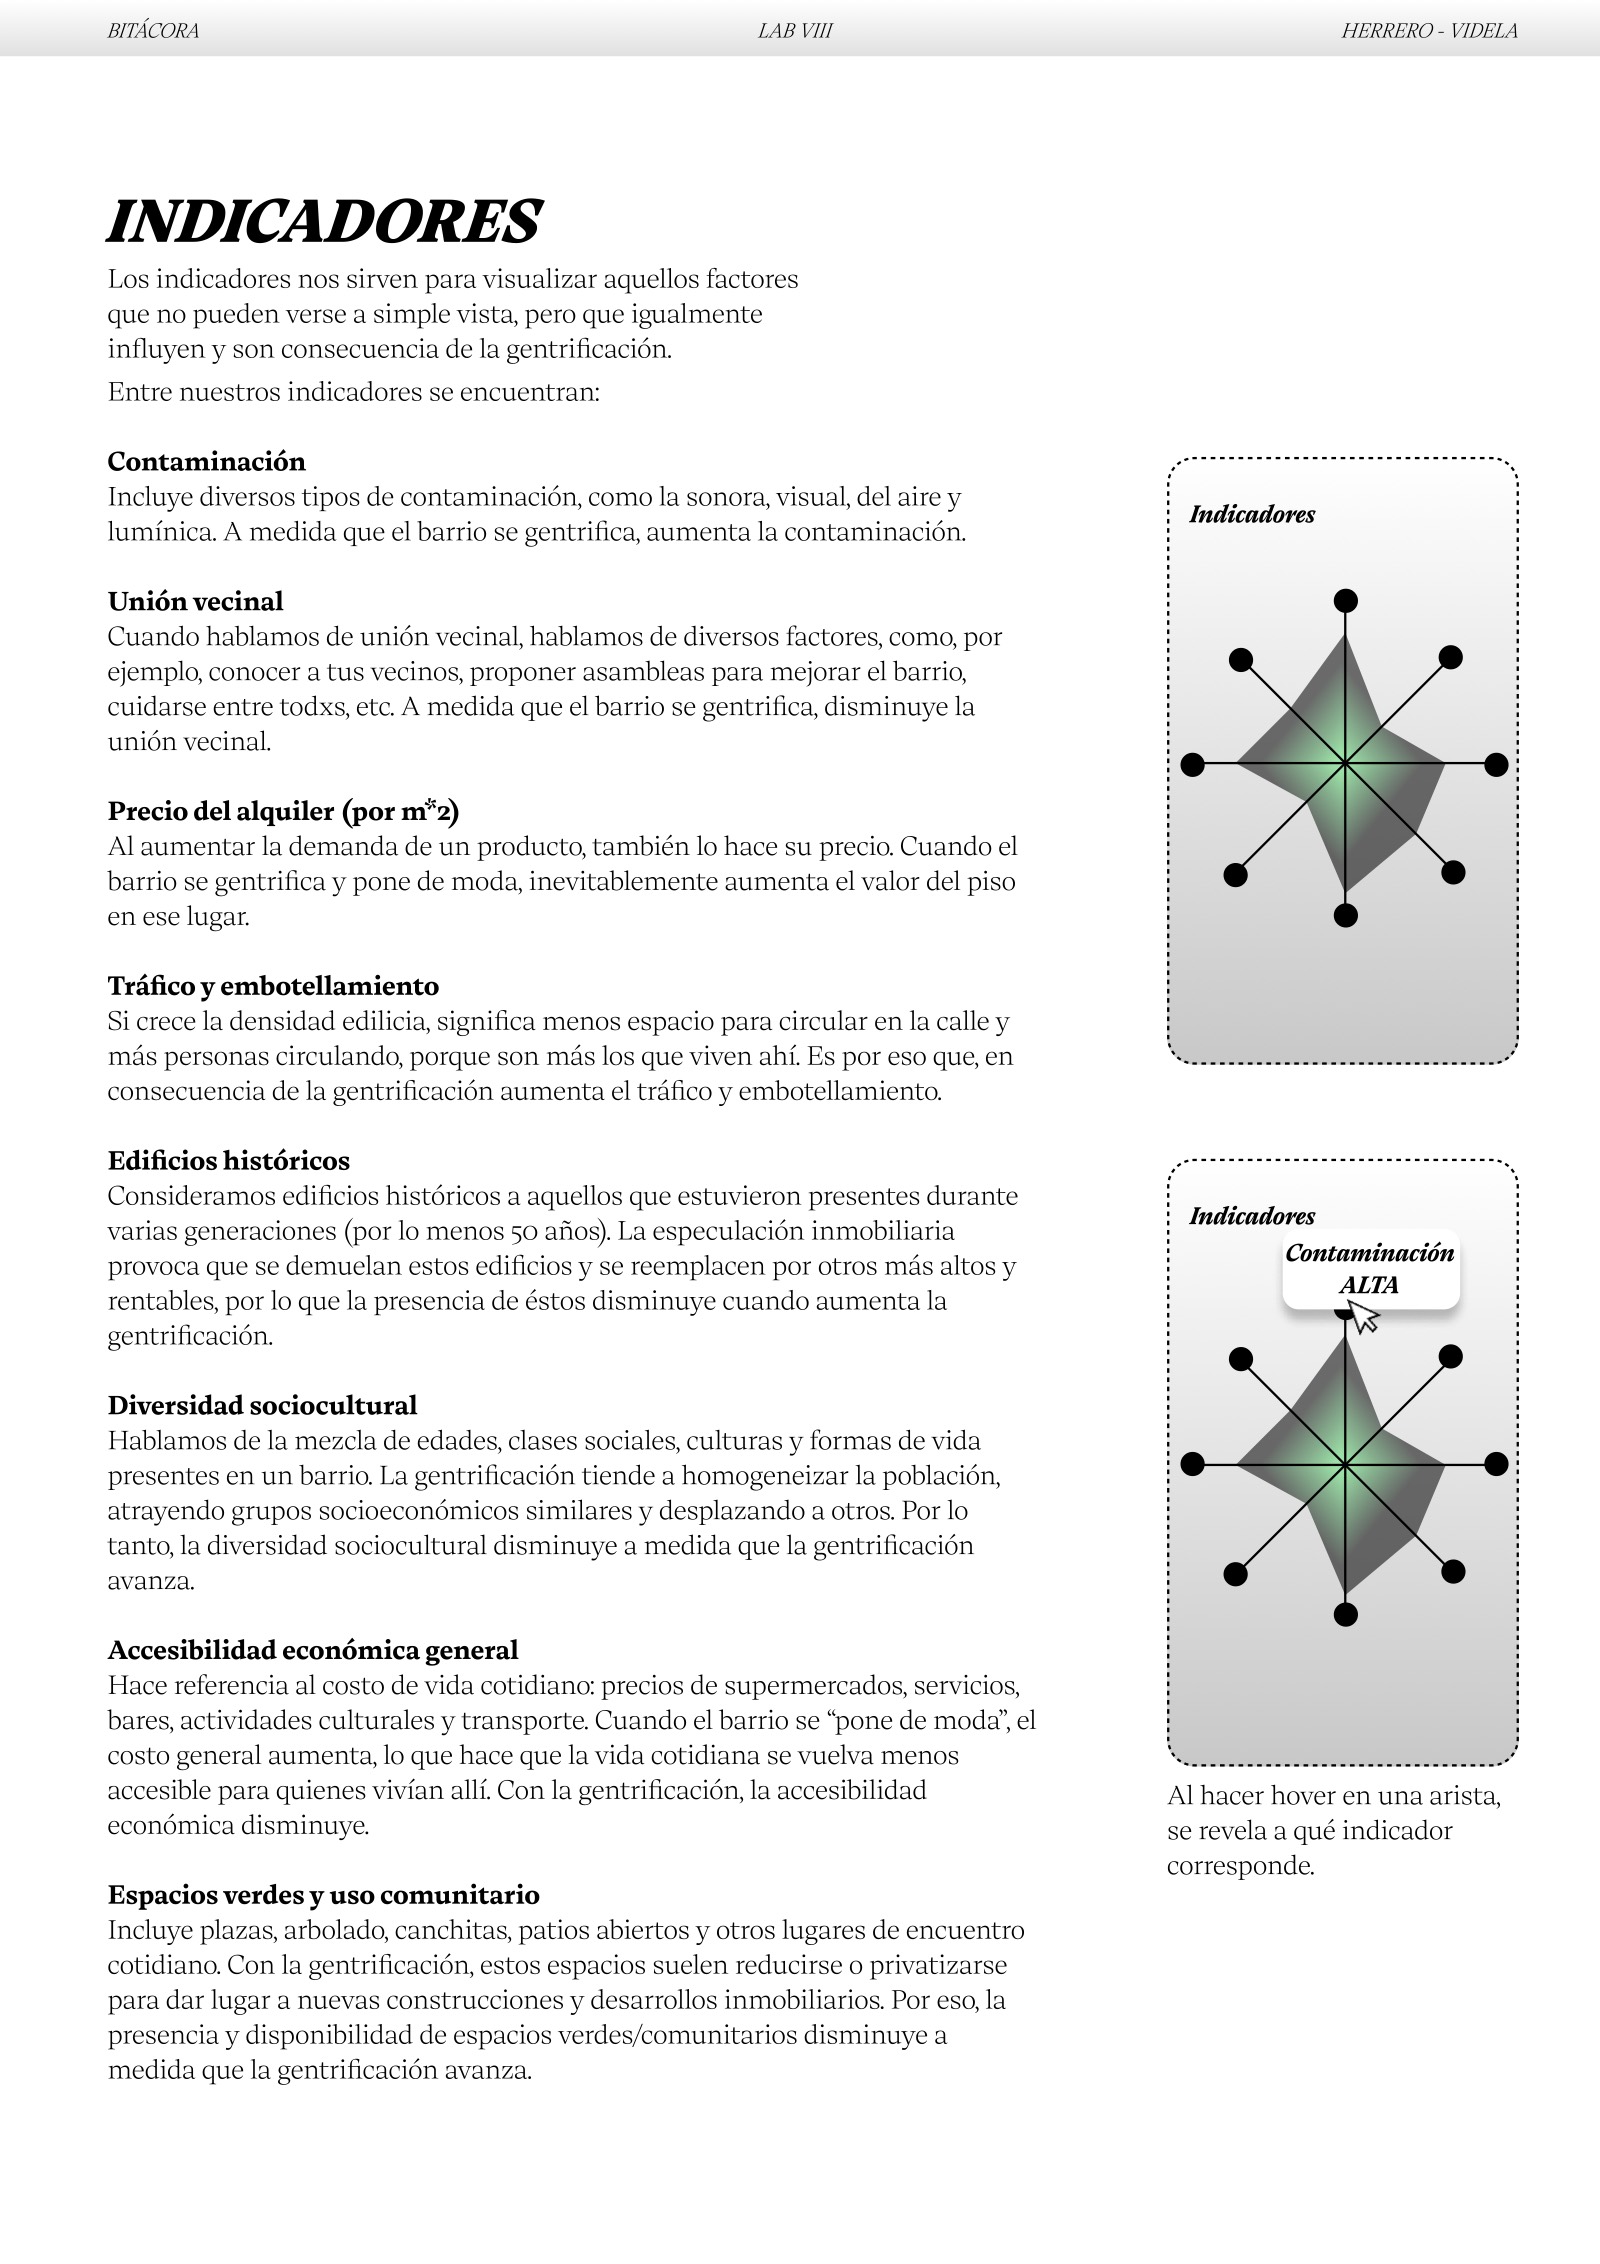 BITÁCORA
LAB VIII
HERRERO - VIDELA
INDICADORES
Los indicadores nos sirven para visualizar aquellos factores
que no pueden verse a simple vista, pero que igualmente
influyen y son consecuencia de la gentrificación.
Entre nuestros indicadores se encuentran:
Contaminación
Incluye diversos tipos de contaminación, como la sonora, visual, del aire y
lumínica. A medida que el barrio se gentrifica, aumenta la contaminación.
Unión vecinal
Cuando hablamos de unión vecinal, hablamos de diversos factores, como, por
ejemplo, conocer a tus vecinos, proponer asambleas para mejorar el barrio,
cuidarse entre todxs, etc. A medida que el barrio se gentrifica, disminuye la
unión vecinal.
Precio del alquiler (por m*2)
Al aumentar la demanda de un producto, también lo hace su precio. Cuando el
barrio se gentrifica y pone de moda, inevitablemente aumenta el valor del piso
en ese lugar.
Tráfico y embotellamiento
Si crece la densidad edilicia, significa menos espacio para circular en la calle y
más personas circulando, porque son más los que viven ahí. Es por eso que, en
consecuencia de la gentrificación aumenta el tráfico y embotellamiento.
Edificios históricos
Consideramos edificios históricos a aquellos que estuvieron presentes durante
varias generaciones (por lo menos 50 años). La especulación inmobiliaria
provoca que se demuelan estos edificios y se reemplacen por otros más altos y
rentables, por lo que la presencia de éstos disminuye cuando aumenta la
gentrificación.
Diversidad sociocultural
Hablamos de la mezcla de edades, clases sociales, culturas y formas de vida
presentes en un barrio. La gentrificación tiende a homogeneizar la población,
atrayendo grupos socioeconómicos similares y desplazando a otros. Por lo
tanto, la diversidad sociocultural disminuye a medida que la gentrificación
avanza.
Accesibilidad económica general
Hace referencia al costo de vida cotidiano: precios de supermercados, servicios,
bares, actividades culturales y transporte. Cuando el barrio se “pone de moda”, el
costo general aumenta, lo que hace que la vida cotidiana se vuelva menos
accesible para quienes vivían allí. Con la gentrificación, la accesibilidad
económica disminuye.
Espacios verdes y uso comunitario
Incluye plazas, arbolado, canchitas, patios abiertos y otros lugares de encuentro
cotidiano. Con la gentrificación, estos espacios suelen reducirse o privatizarse
para dar lugar a nuevas construcciones y desarrollos inmobiliarios. Por eso, la
presencia y disponibilidad de espacios verdes/comunitarios disminuye a
medida que la gentrificación avanza.
Indicadores
Indicadores
Contaminación
ALTA
Al hacer hover en una arista,
se revela a qué indicador
corresponde.